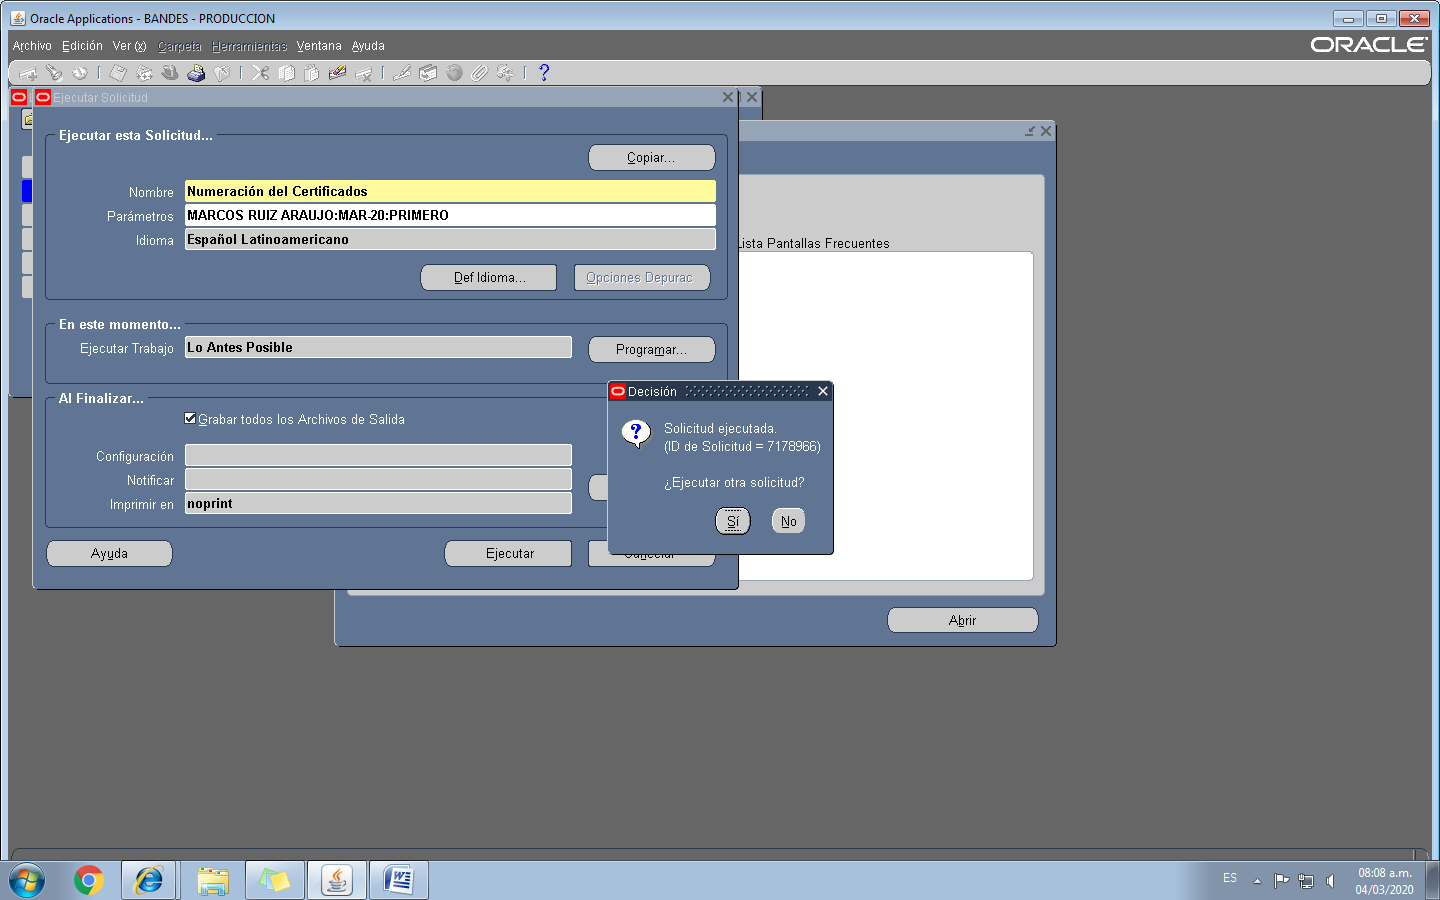 Oracle Applications - BANDES - PRODUCCION
Archivo Edición Ver (x) Carpeta Herramientas Ventana Ayuda
ORACLE
Ejecutar Solicitud
Ejecutar esta Solicitud...
Copiar...
Nombre Numeración del Certificados
Parámetros MARCOS RUIZ ARAUJO:MAR-20:PRIMERO
Idioma Español Latinoamericano
Lista Pantallas Frecuentes
Def Idioma... Opciones Depurac
En este momento...
Ejecutar Trabajo Lo Antes Posible Programar...
Al Finalizar...
Grabar todos los Archivos de Salida
Configuración
Notificar
Imprimir en noprint
Decisión
Solicitud ejecutada.
(ID de Solicitud = 7178966)
¿Ejecutar otra solicitud?
Sí No
Ayuda Ejecutar Cancelar
Abrir
ES
08:08 a.m.
04/03/2020